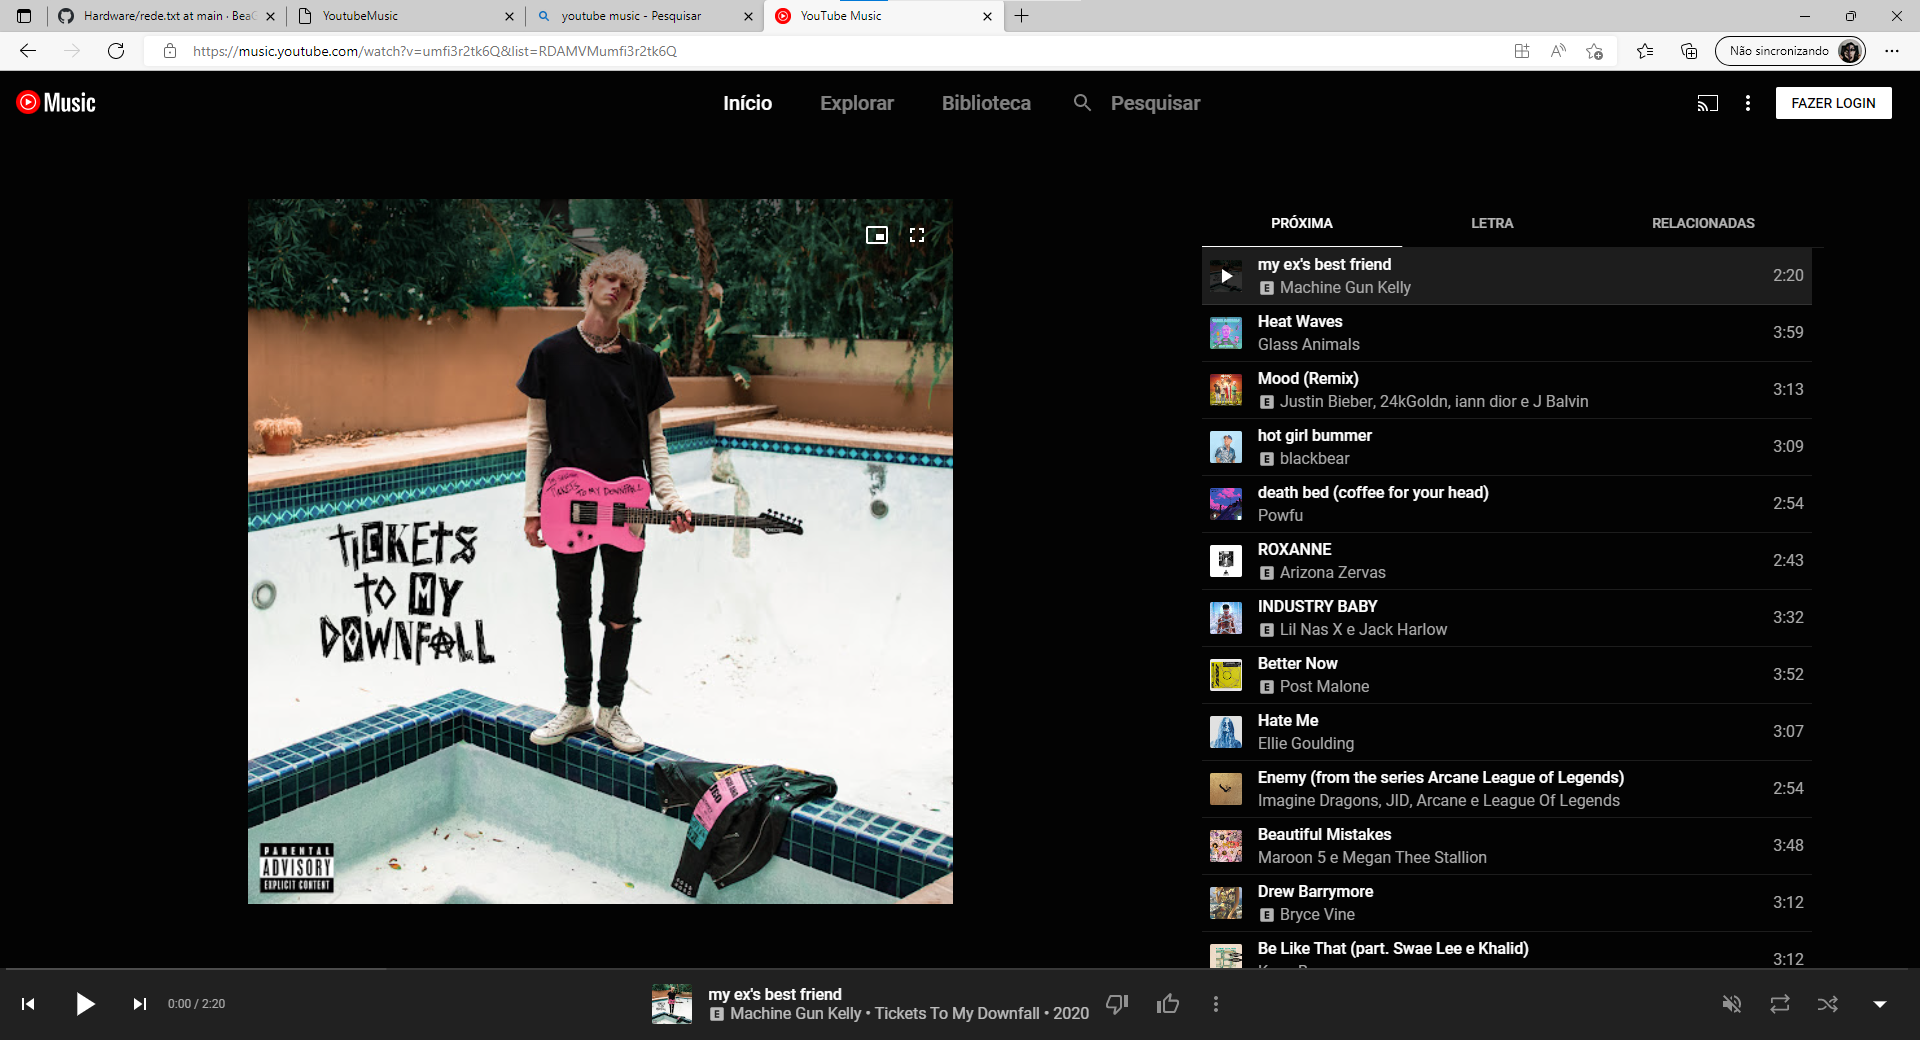 Hardware/rede.txt at main · Bea
YoutubeMusic
youtube music - Pesquisar
YouTube Music
https://music.youtube.com/watch?v=umfi3r2tk6Q&list=RDAMVMumfi3r2tk6Q
Não sincronizando
Music
Início
Explorar
Biblioteca
Pesquisar
FAZER LOGIN
TICKETS TO MY DOWNFALL
TICKETS
TO MY
DOWNFALL
PARENTAL
ADVISORY
EXPLICIT CONTENT
PRÓXIMA
LETRA
RELACIONADAS
my ex's best friend
E Machine Gun Kelly
2:20
Heat Waves
Glass Animals
3:59
Mood (Remix)
E Justin Bieber, 24kGoldn, iann dior e J Balvin
3:13
hot girl bummer
E blackbear
3:09
death bed (coffee for your head)
Powfu
2:54
ROXANNE
E Arizona Zervas
2:43
INDUSTRY BABY
E Lil Nas X e Jack Harlow
3:32
Better Now
E Post Malone
3:52
Hate Me
Ellie Goulding
3:07
Enemy (from the series Arcane League of Legends)
Imagine Dragons, JID, Arcane e League Of Legends
2:54
Beautiful Mistakes
Maroon 5 e Megan Thee Stallion
3:48
Drew Barrymore
E Bryce Vine
3:12
Be Like That (part. Swae Lee e Khalid)
3:12
0:00 / 2:20
my ex's best friend
E Machine Gun Kelly • Tickets To My Downfall • 2020